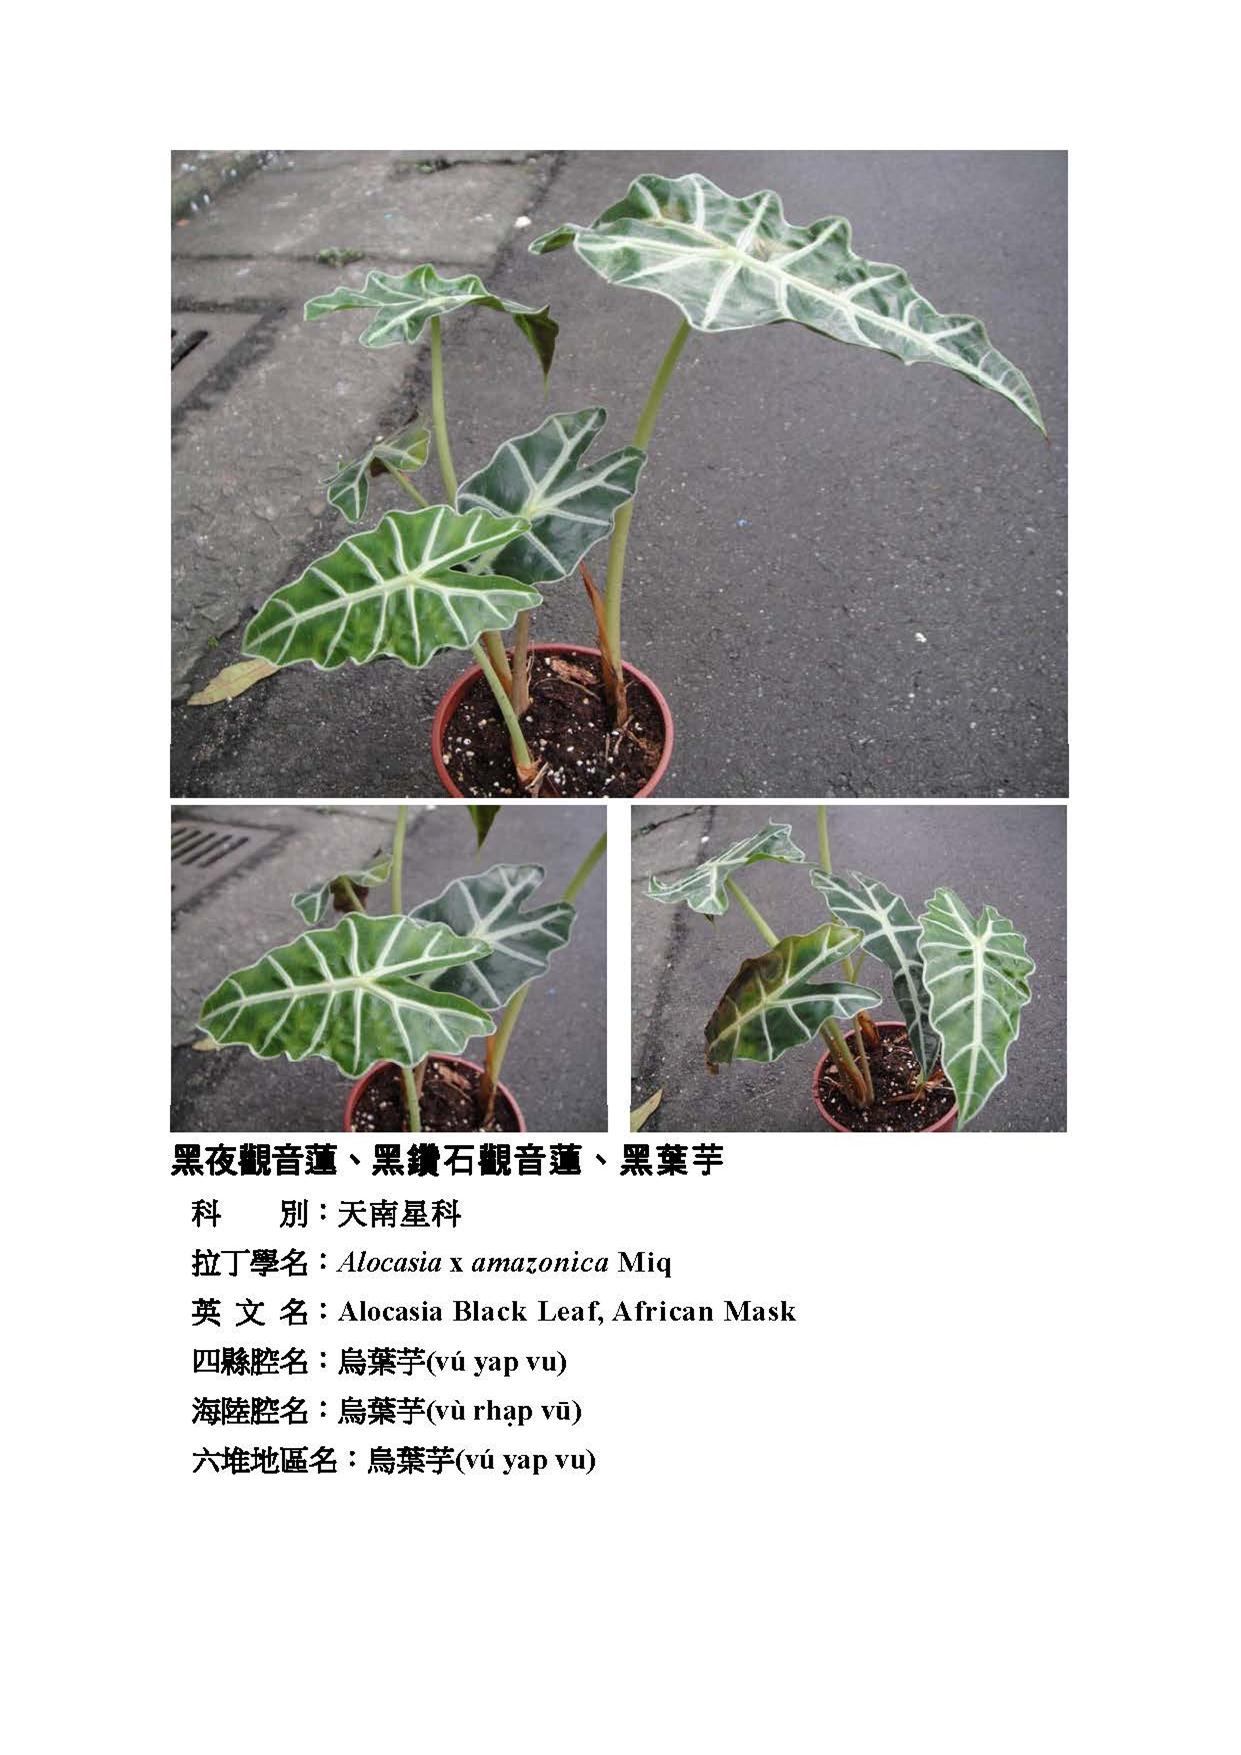 黑夜觀音蓮、黑鑽石觀音蓮、黑葉芋
科　　別：天南星科
拉丁學名：Alocasia x amazonica Miq
英 文 名：Alocasia Black Leaf, African Mask
四縣腔名：烏葉芋(vú yap vu)
海陸腔名：烏葉芋(vù rha̍p vū)
六堆地區名：烏葉芋(vú yap vu)